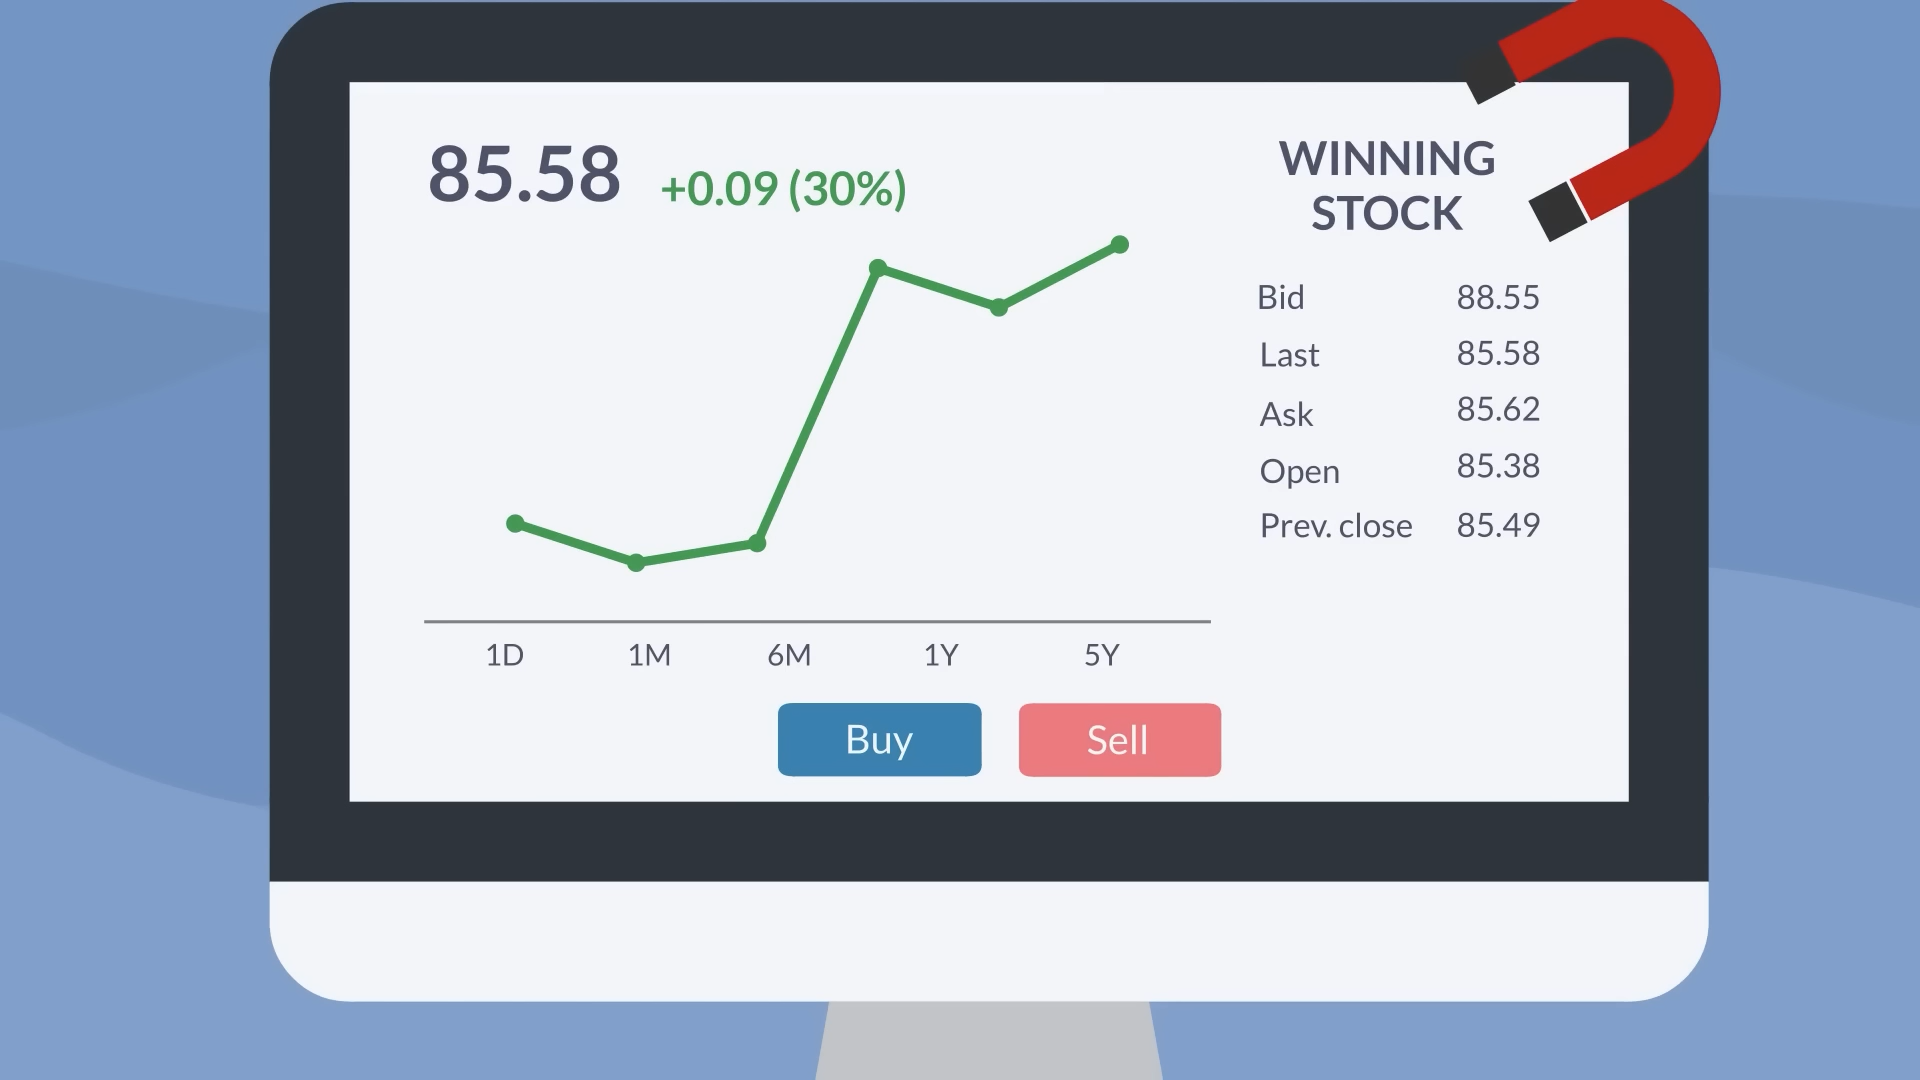 85.58 +0.09 (30%)
WINNING
STOCK
Bid 88.55
Last 85.58
Ask 85.62
Open 85.38
Prev. close 85.49
1D 1M 6M 1Y 5Y
Buy Sell